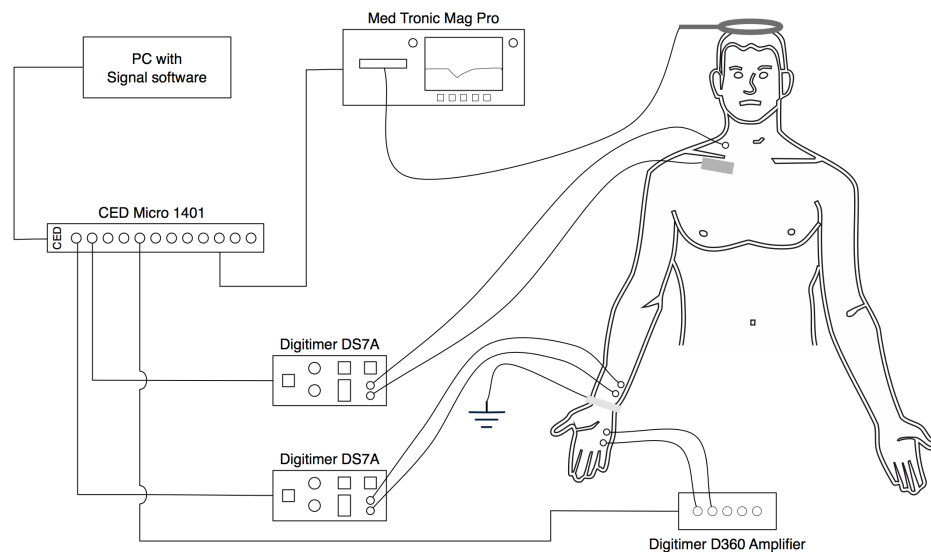 Med Tronic Mag Pro
PC with
Signal software
CED Micro 1401
CED
Digitimer DS7A
Digitimer DS7A
Digitimer D360 Amplifier